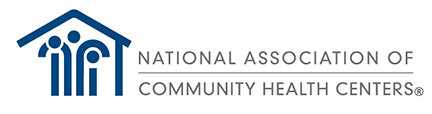 NATIONAL ASSOCIATION OF
COMMUNITY HEALTH CENTERS®